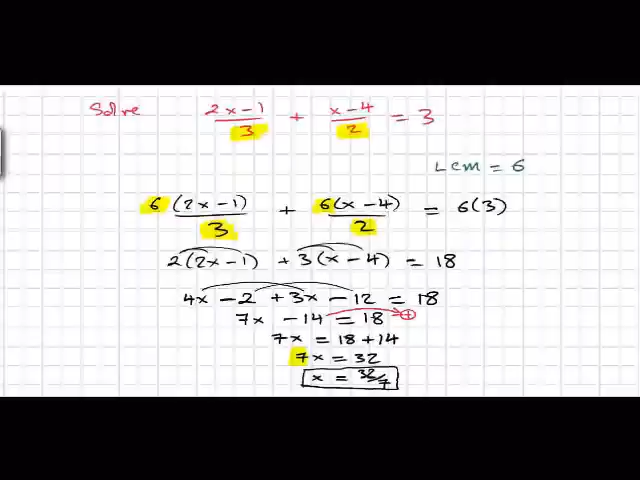 Solve (2x-1)/3 + (x-4)/2 = 3
Lcm = 6
6(2x-1)/3 + 6(x-4)/2 = 6(3)
2(2x-1) + 3(x-4) = 18
4x - 2 + 3x - 12 = 18
7x - 14 = 18 +
7x = 18 + 14
7x = 32
x = 32/7